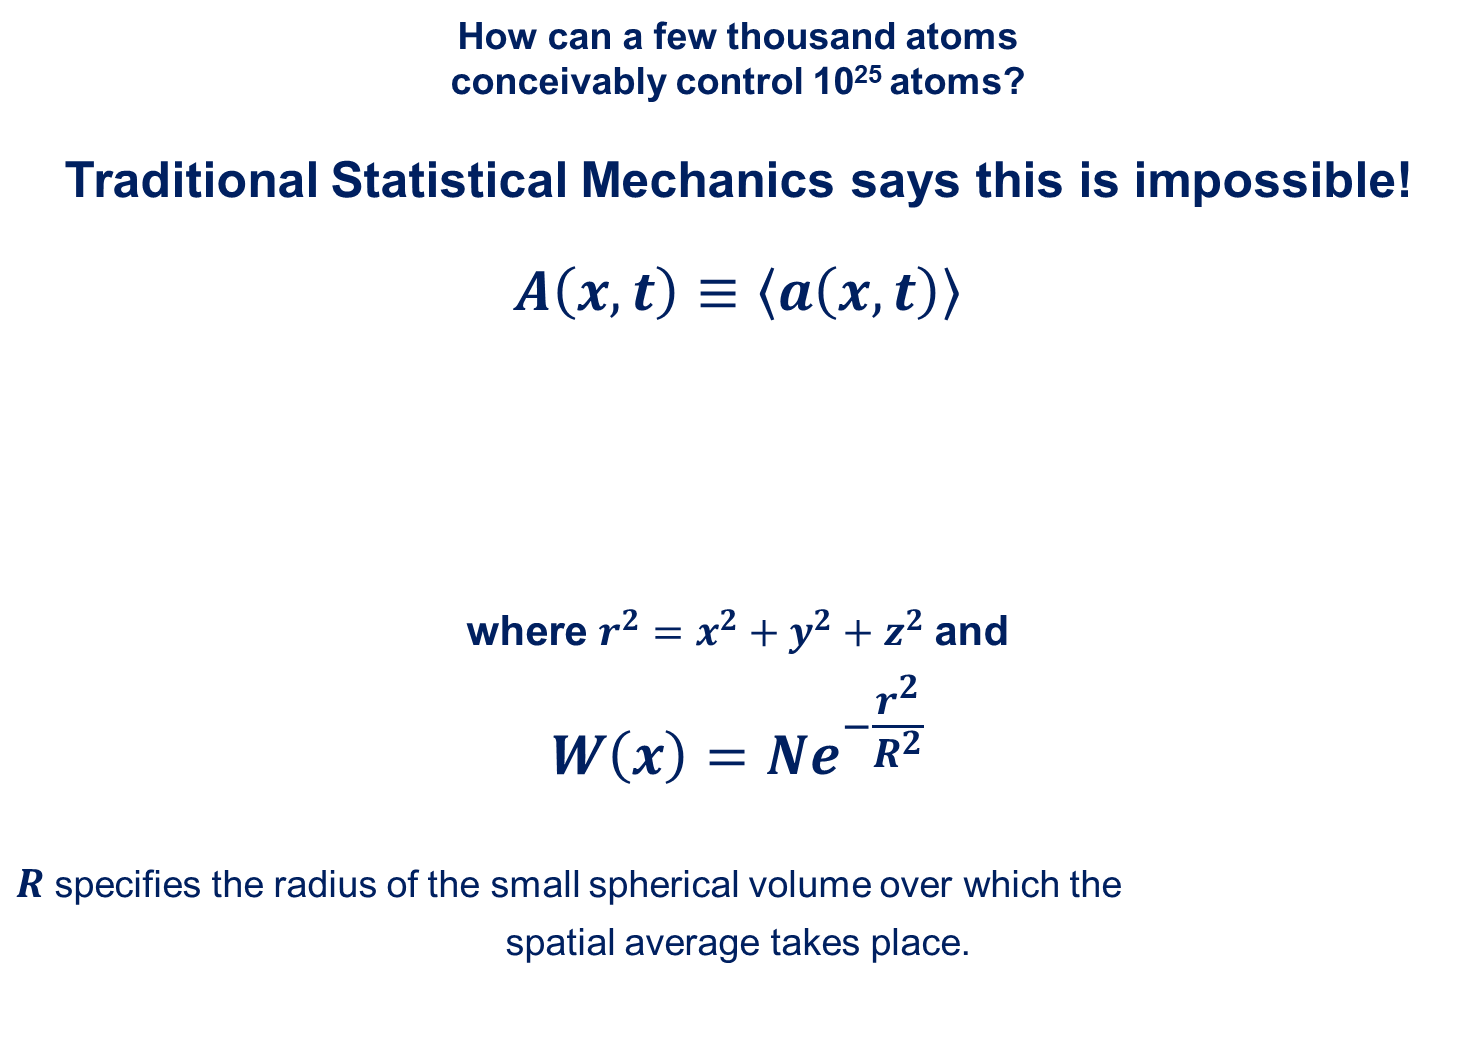 How can a few thousand atoms
conceivably control 10²⁵ atoms?
Traditional Statistical Mechanics says this is impossible!
A(x, t) ≡ ⟨a(x, t)⟩
where r² = x² + y² + z² and
W(x) = Ne^(−r²/R²)
R specifies the radius of the small spherical volume over which the
spatial average takes place.